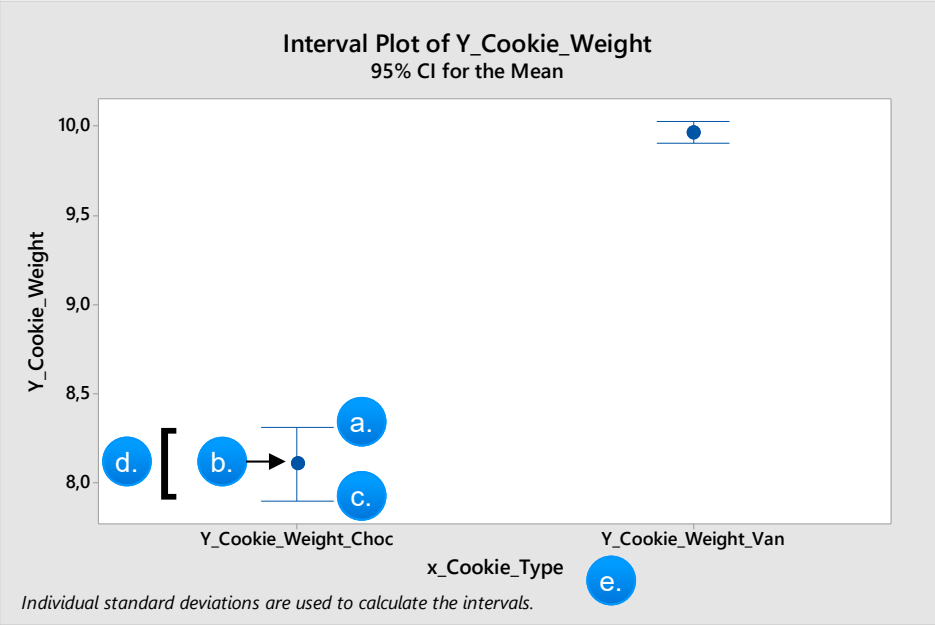 Interval Plot of Y_Cookie_Weight
95% CI for the Mean
Y_Cookie_Weight
10,0
9,5
9,0
8,5
8,0
a.
d.
b.
c.
Y_Cookie_Weight_Choc
Y_Cookie_Weight_Van
x_Cookie_Type
e.
Individual standard deviations are used to calculate the intervals.